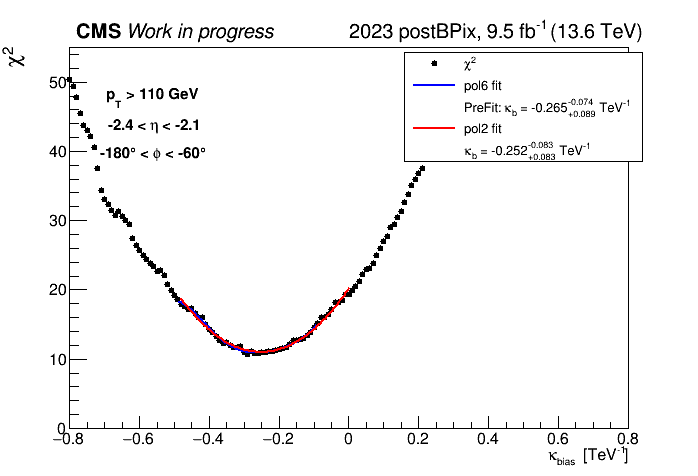 CMS Work in progress 2023 postBPix, 9.5 fb⁻¹ (13.6 TeV)
χ²
50
40
30
20
10
0
p_T > 110 GeV
-2.4 < η < -2.1
-180° < ϕ < -60°
χ²
pol6 fit
PreFit: κ_b = -0.265^{-0.074}_{+0.089} TeV⁻¹
pol2 fit
κ_b = -0.252^{-0.083}_{+0.083} TeV⁻¹
−0.8 −0.6 −0.4 −0.2 0 0.2 0.4 0.6 0.8
κ_bias [TeV⁻¹]